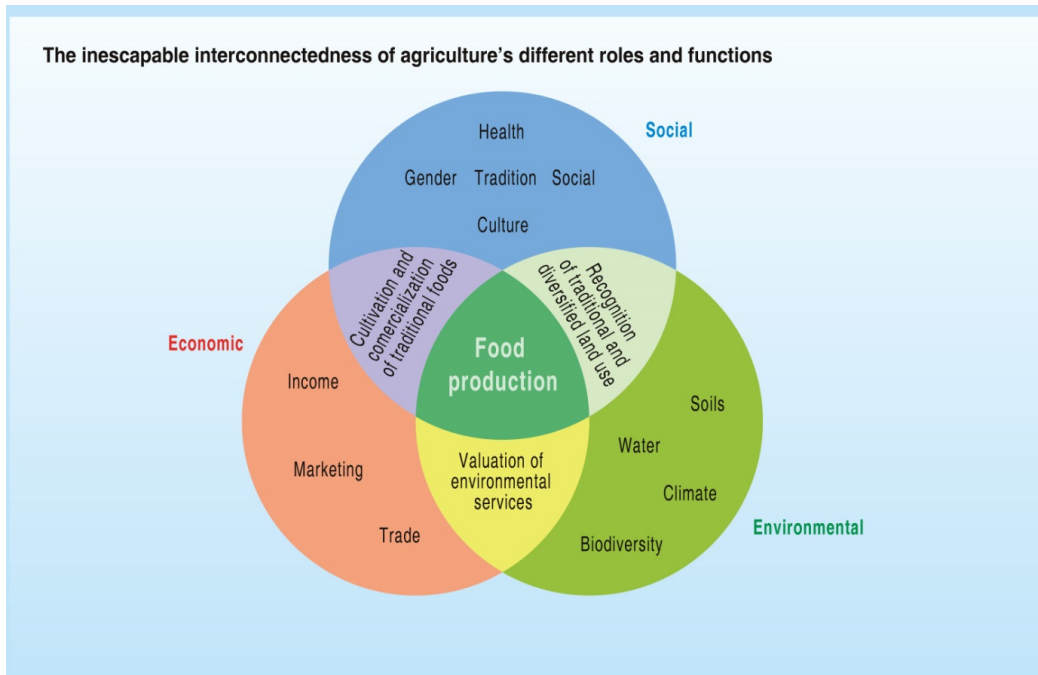 The inescapable interconnectedness of agriculture's different roles and functions
Social
Health
Gender Tradition Social
Culture
Cultivation and
comercialization
of traditional foods
Recognition
of traditional and
diversified land use
Economic
Food
production
Income
Marketing
Trade
Valuation of
environmental
services
Soils
Water
Climate
Biodiversity
Environmental